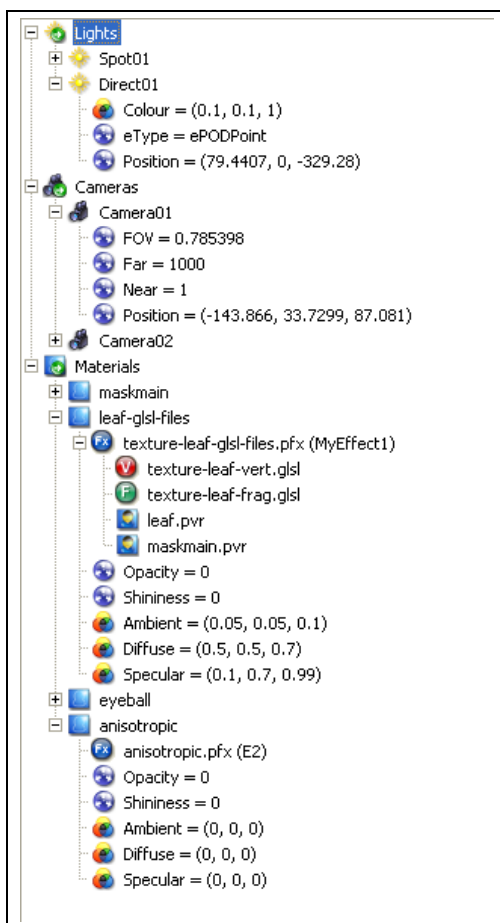 Lights
Spot01
Direct01
Colour = (0.1, 0.1, 1)
eType = ePODPoint
Position = (79.4407, 0, -329.28)
Cameras
Camera01
FOV = 0.785398
Far = 1000
Near = 1
Position = (-143.866, 33.7299, 87.081)
Camera02
Materials
maskmain
leaf-glsl-files
Fx texture-leaf-glsl-files.pfx (MyEffect1)
V texture-leaf-vert.glsl
F texture-leaf-frag.glsl
leaf.pvr
maskmain.pvr
Opacity = 0
Shininess = 0
Ambient = (0.05, 0.05, 0.1)
Diffuse = (0.5, 0.5, 0.7)
Specular = (0.1, 0.7, 0.99)
eyeball
anisotropic
Fx anisotropic.pfx (E2)
Opacity = 0
Shininess = 0
Ambient = (0, 0, 0)
Diffuse = (0, 0, 0)
Specular = (0, 0, 0)